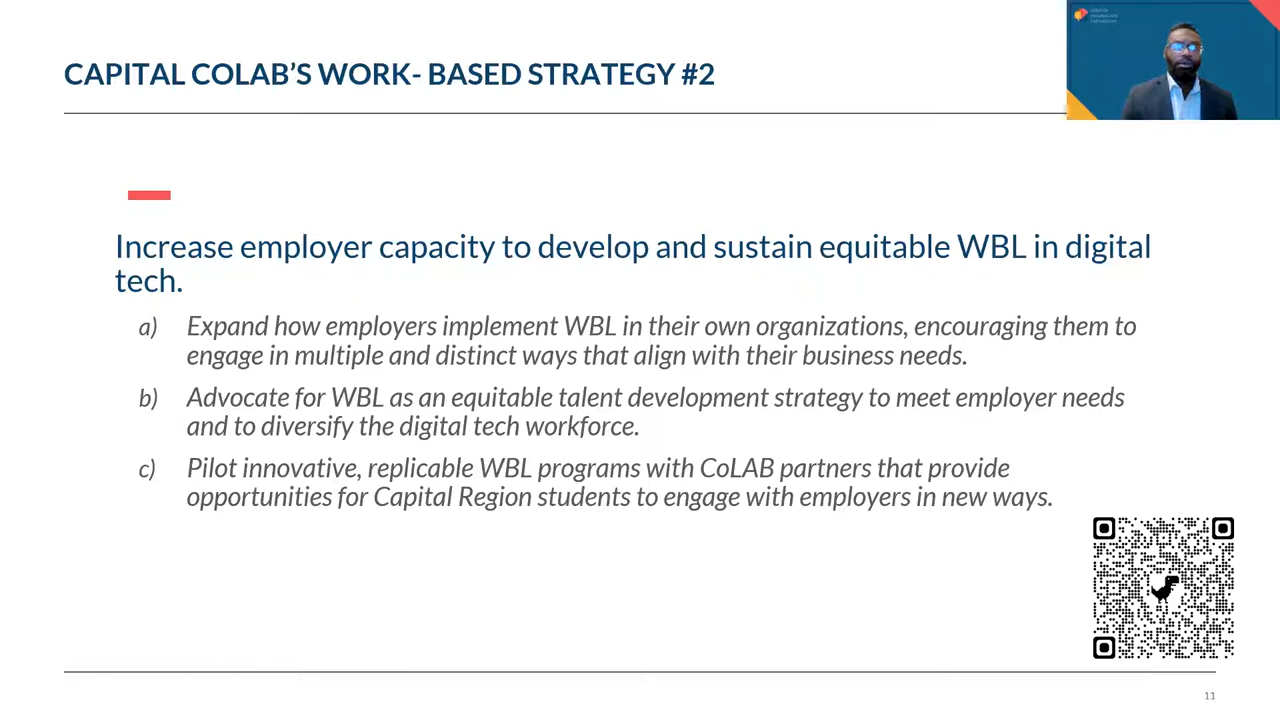 CAPITAL COLAB'S WORK- BASED STRATEGY #2
GREATER
WASHINGTON
PARTNERSHIP
Increase employer capacity to develop and sustain equitable WBL in digital
tech.
a) Expand how employers implement WBL in their own organizations, encouraging them to
engage in multiple and distinct ways that align with their business needs.
b) Advocate for WBL as an equitable talent development strategy to meet employer needs
and to diversify the digital tech workforce.
c) Pilot innovative, replicable WBL programs with CoLAB partners that provide
opportunities for Capital Region students to engage with employers in new ways.
11